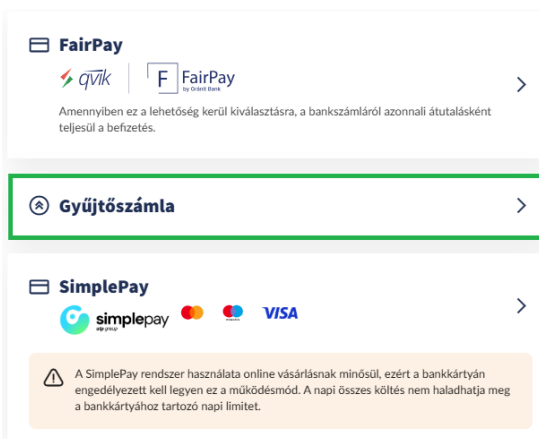 FairPay
qvik FairPay
by Gránit Bank
Amennyiben ez a lehetőség kerül kiválasztásra, a bankszámláról azonnali átutalásként
teljesül a befizetés.
Gyűjtőszámla
SimplePay
simplepay VISA
otp group
A SimplePay rendszer használata online vásárlásnak minősül, ezért a bankkártyán
engedélyezett kell legyen ez a működésmód. A napi összes költés nem haladhatja meg
a bankkártyához tartozó napi limitet.